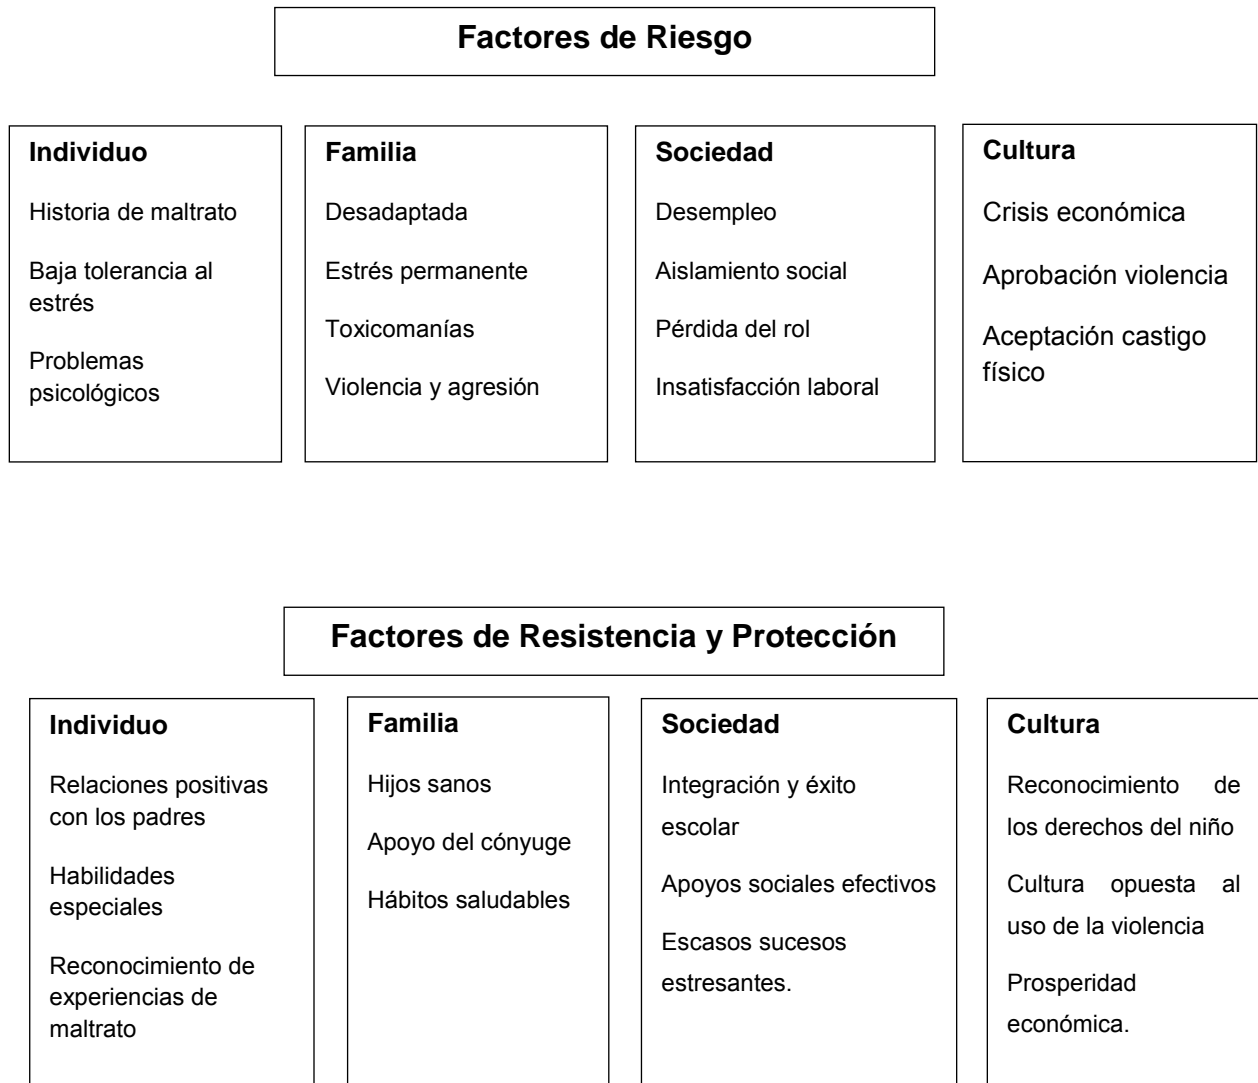 Factores de Riesgo
Individuo
Historia de maltrato
Baja tolerancia al
estrés
Problemas
psicológicos
Familia
Desadaptada
Estrés permanente
Toxicomanías
Violencia y agresión
Sociedad
Desempleo
Aislamiento social
Pérdida del rol
Insatisfacción laboral
Cultura
Crisis económica
Aprobación violencia
Aceptación castigo
físico
Factores de Resistencia y Protección
Individuo
Relaciones positivas
con los padres
Habilidades
especiales
Reconocimiento de
experiencias de
maltrato
Familia
Hijos sanos
Apoyo del cónyuge
Hábitos saludables
Sociedad
Integración y éxito
escolar
Apoyos sociales efectivos
Escasos sucesos
estresantes.
Cultura
Reconocimiento de
los derechos del niño
Cultura opuesta al
uso de la violencia
Prosperidad
económica.